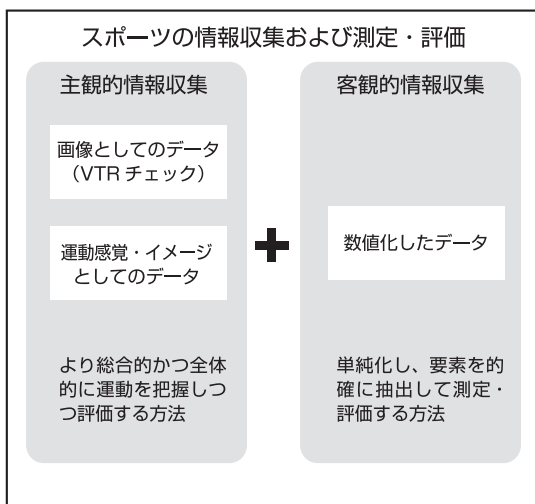 スポーツの情報収集および測定・評価
主観的情報収集
画像としてのデータ
（VTR チェック）
運動感覚・イメージ
としてのデータ
より総合的かつ全体
的に運動を把握しつ
つ評価する方法
+
客観的情報収集
数値化したデータ
単純化し、要素を的
確に抽出して測定・
評価する方法